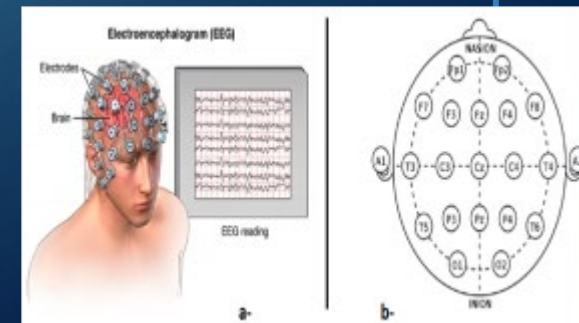 Electroencephalogram (EEG)
Electrodes
Brain
EEG reading
a-
NASION
Fp1 Fp2
F7 F3 Fz F4 F8
A1 T3 C3 Cz C4 T4 A2
T5 P3 Pz P4 T6
O1 O2
INION
b-